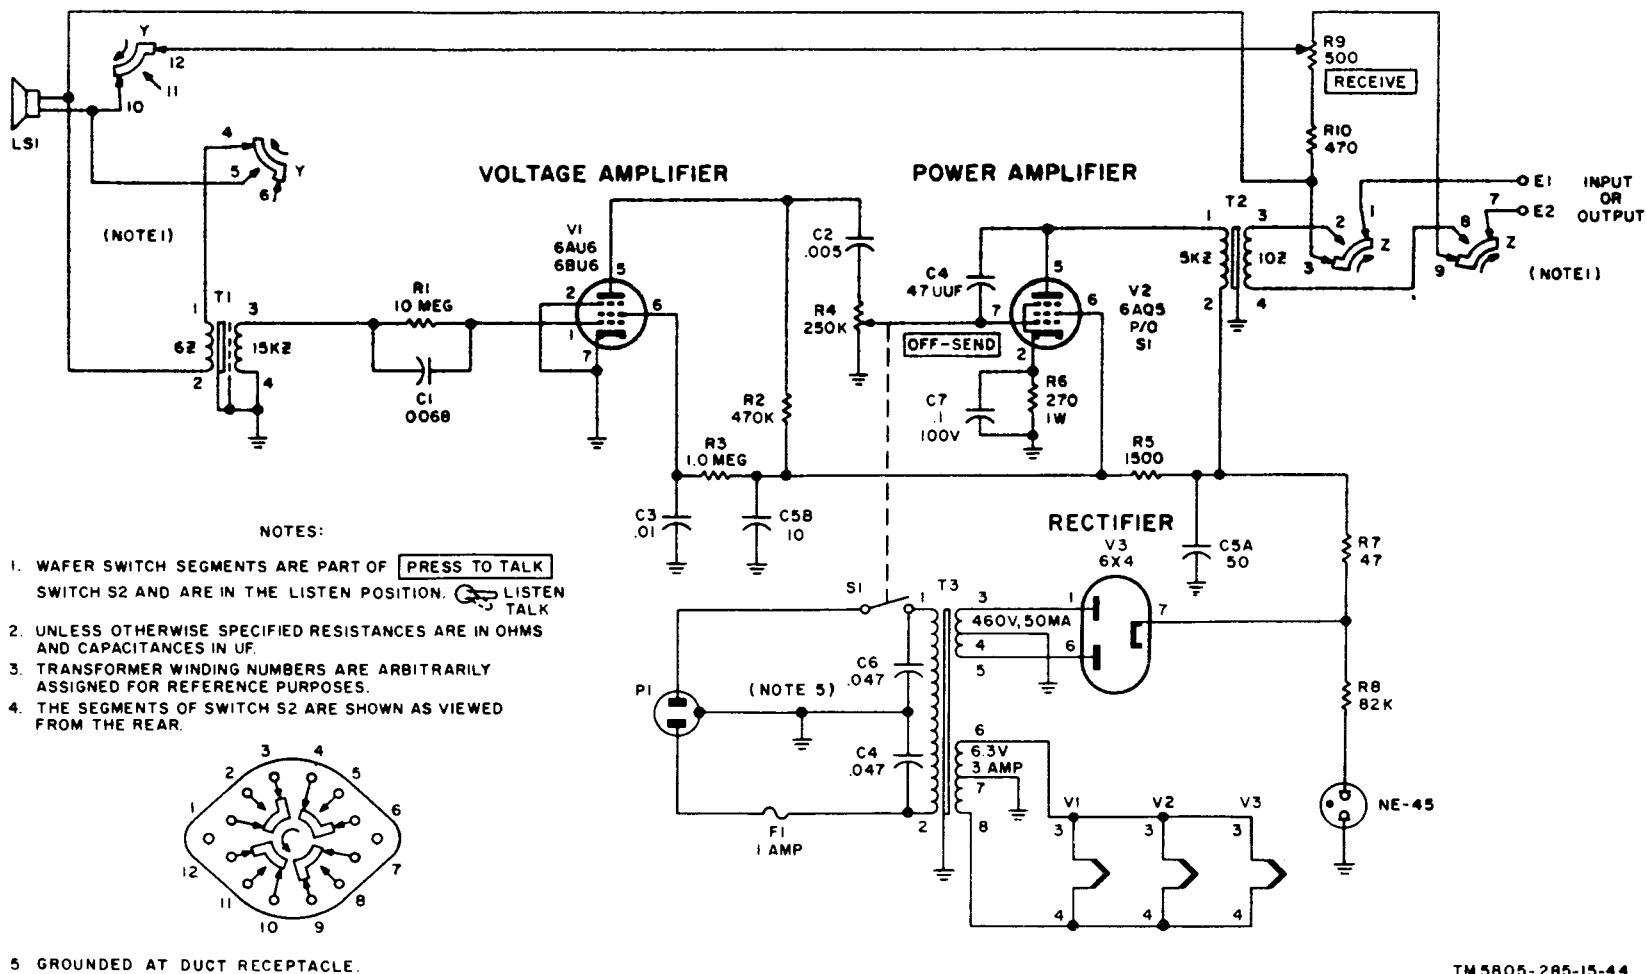 Y
12
11
10
LS1
4
5
6
Y
(NOTE 1)
VOLTAGE AMPLIFIER
POWER AMPLIFIER
R9
500
RECEIVE
R10
470
E1
E2
INPUT
OR
OUTPUT
(NOTE 1)
1
2
3
Z
7
8
9
Z
T1
1
2
3
4
6Ƶ
15KƵ
R1
10 MEG
C1
0068
V1
6AU6
6BU6
5
2
6
1
7
R2
470K
C2
.005
R4
250K
C4
47 UUF
OFF-SEND
7
5
6
2
V2
6AQ5
P/O
S1
C7
.1
100V
R6
270
1W
T2
1
2
3
4
5KƵ
10Ƶ
R3
1.0 MEG
R5
1500
C3
.01
C5B
10
RECTIFIER
V3
6X4
C5A
50
R7
47
S1
T3
1
2
3
460V, 50MA
4
5
1
6
7
C6
.047
P1
(NOTE 5)
C4
.047
6
6.3V
3 AMP
7
8
F1
1 AMP
R8
82K
NE-45
V1
V2
V3
3
3
3
4
4
4
NOTES:
1. WAFER SWITCH SEGMENTS ARE PART OF PRESS TO TALK
SWITCH S2 AND ARE IN THE LISTEN POSITION. LISTEN
TALK
2. UNLESS OTHERWISE SPECIFIED RESISTANCES ARE IN OHMS
AND CAPACITANCES IN UF.
3. TRANSFORMER WINDING NUMBERS ARE ARBITRARILY
ASSIGNED FOR REFERENCE PURPOSES.
4. THE SEGMENTS OF SWITCH S2 ARE SHOWN AS VIEWED
FROM THE REAR.
1
2
3
4
5
6
7
8
9
10
11
12
5 GROUNDED AT DUCT RECEPTACLE.
TM5805-285-15-44